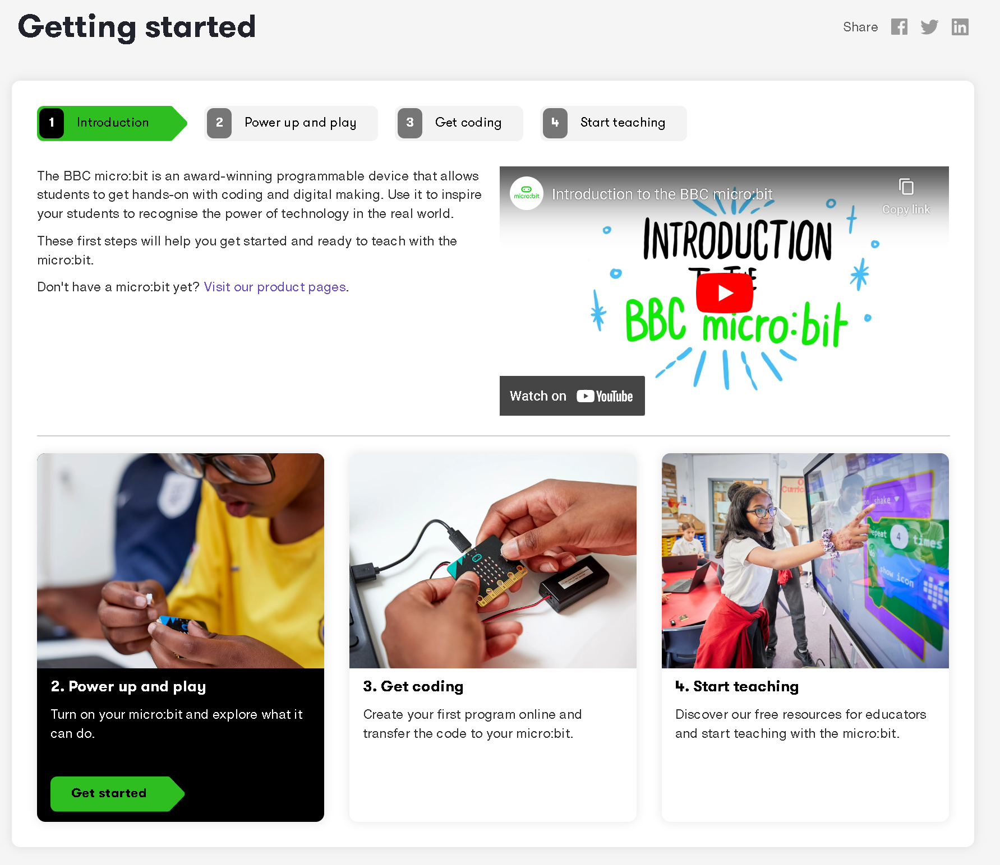 Getting started
Share
1 Introduction
2 Power up and play
3 Get coding
4 Start teaching
The BBC micro:bit is an award-winning programmable device that allows
students to get hands-on with coding and digital making. Use it to inspire
your students to recognise the power of technology in the real world.
These first steps will help you get started and ready to teach with the
micro:bit.
Don't have a micro:bit yet? Visit our product pages.
micro:bit
Introduction to the BBC micro:bit
Copy link
INTRODUCTION
BBC micro:bit
Watch on YouTube
shake
repeat 4 times
do
show icon
2. Power up and play
Turn on your micro:bit and explore what it
can do.
Get started
3. Get coding
Create your first program online and
transfer the code to your micro:bit.
4. Start teaching
Discover our free resources for educators
and start teaching with the micro:bit.